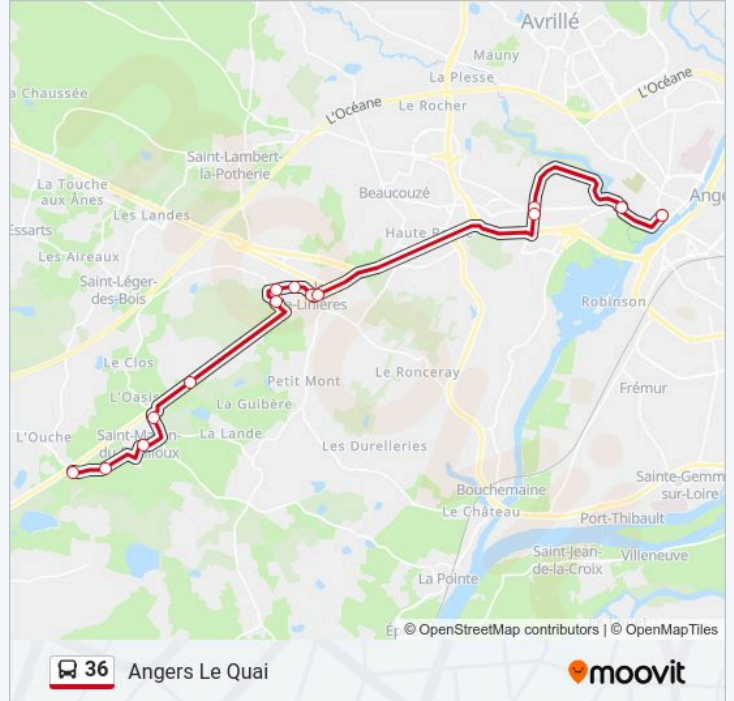 Avrillé
Mauny
La Plesse
a Chaussée
L'Océane
L'Océane
Le Rocher
Saint-Lambert-
la-Potherie
La Touche
aux Ânes
Beaucouzé
Ange
Les Landes
Essarts
Haute
Les Aireaux
Saint-Léger-
des-Bois
Robinson
-Linières
Le Clos
Le Ronceray
Petit Mont
Frémur
L'Oasis
La Guibère
L'Ouche
La Lande
Les Durelleries
Sainte-Gemm
sur-Loire
Bouchemaine
Le Château
Port-Thibault
Saint-Jean-
de-la-Croix
Villeneuve
La Pointe
© OpenStreetMap contributors | © OpenMapTiles
36 Angers Le Quai
moovit